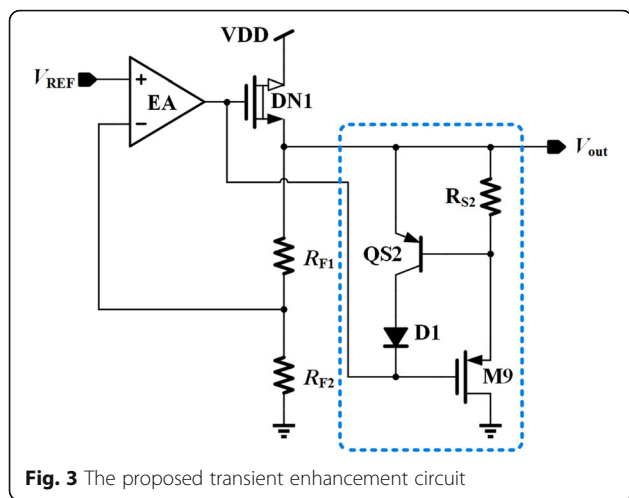 VDD
VREF
+
EA
−
DN1
Vout
RS2
QS2
RF1
D1
M9
RF2
Fig. 3 The proposed transient enhancement circuit